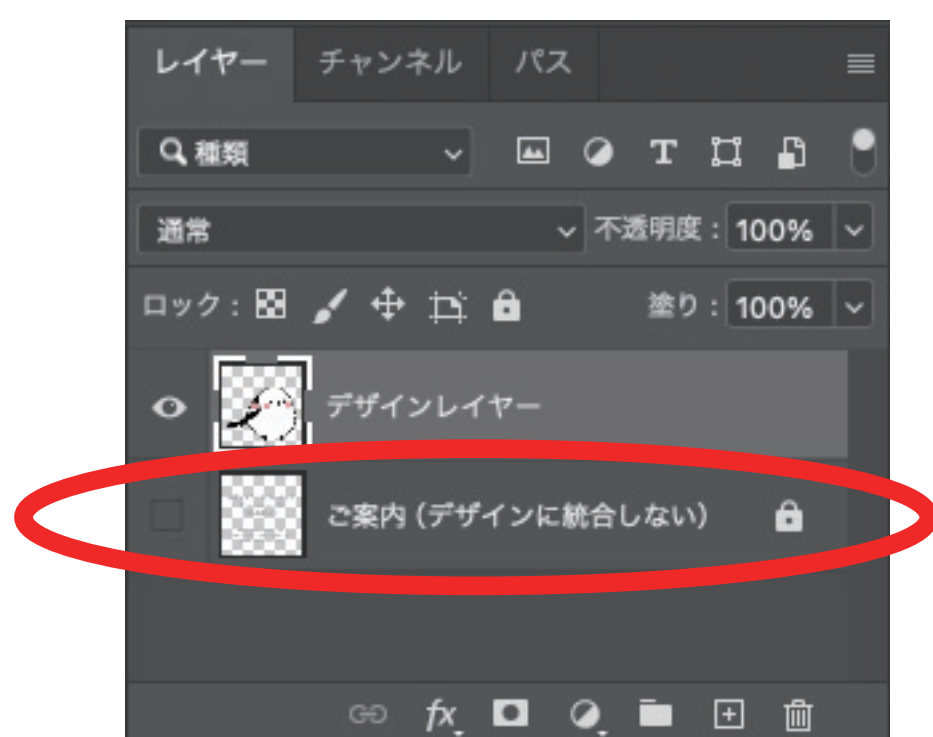 レイヤー チャンネル パス
種類 T
通常 不透明度：100%
ロック： 塗り：100%
デザインレイヤー
ご案内（デザインに統合しない）
fx